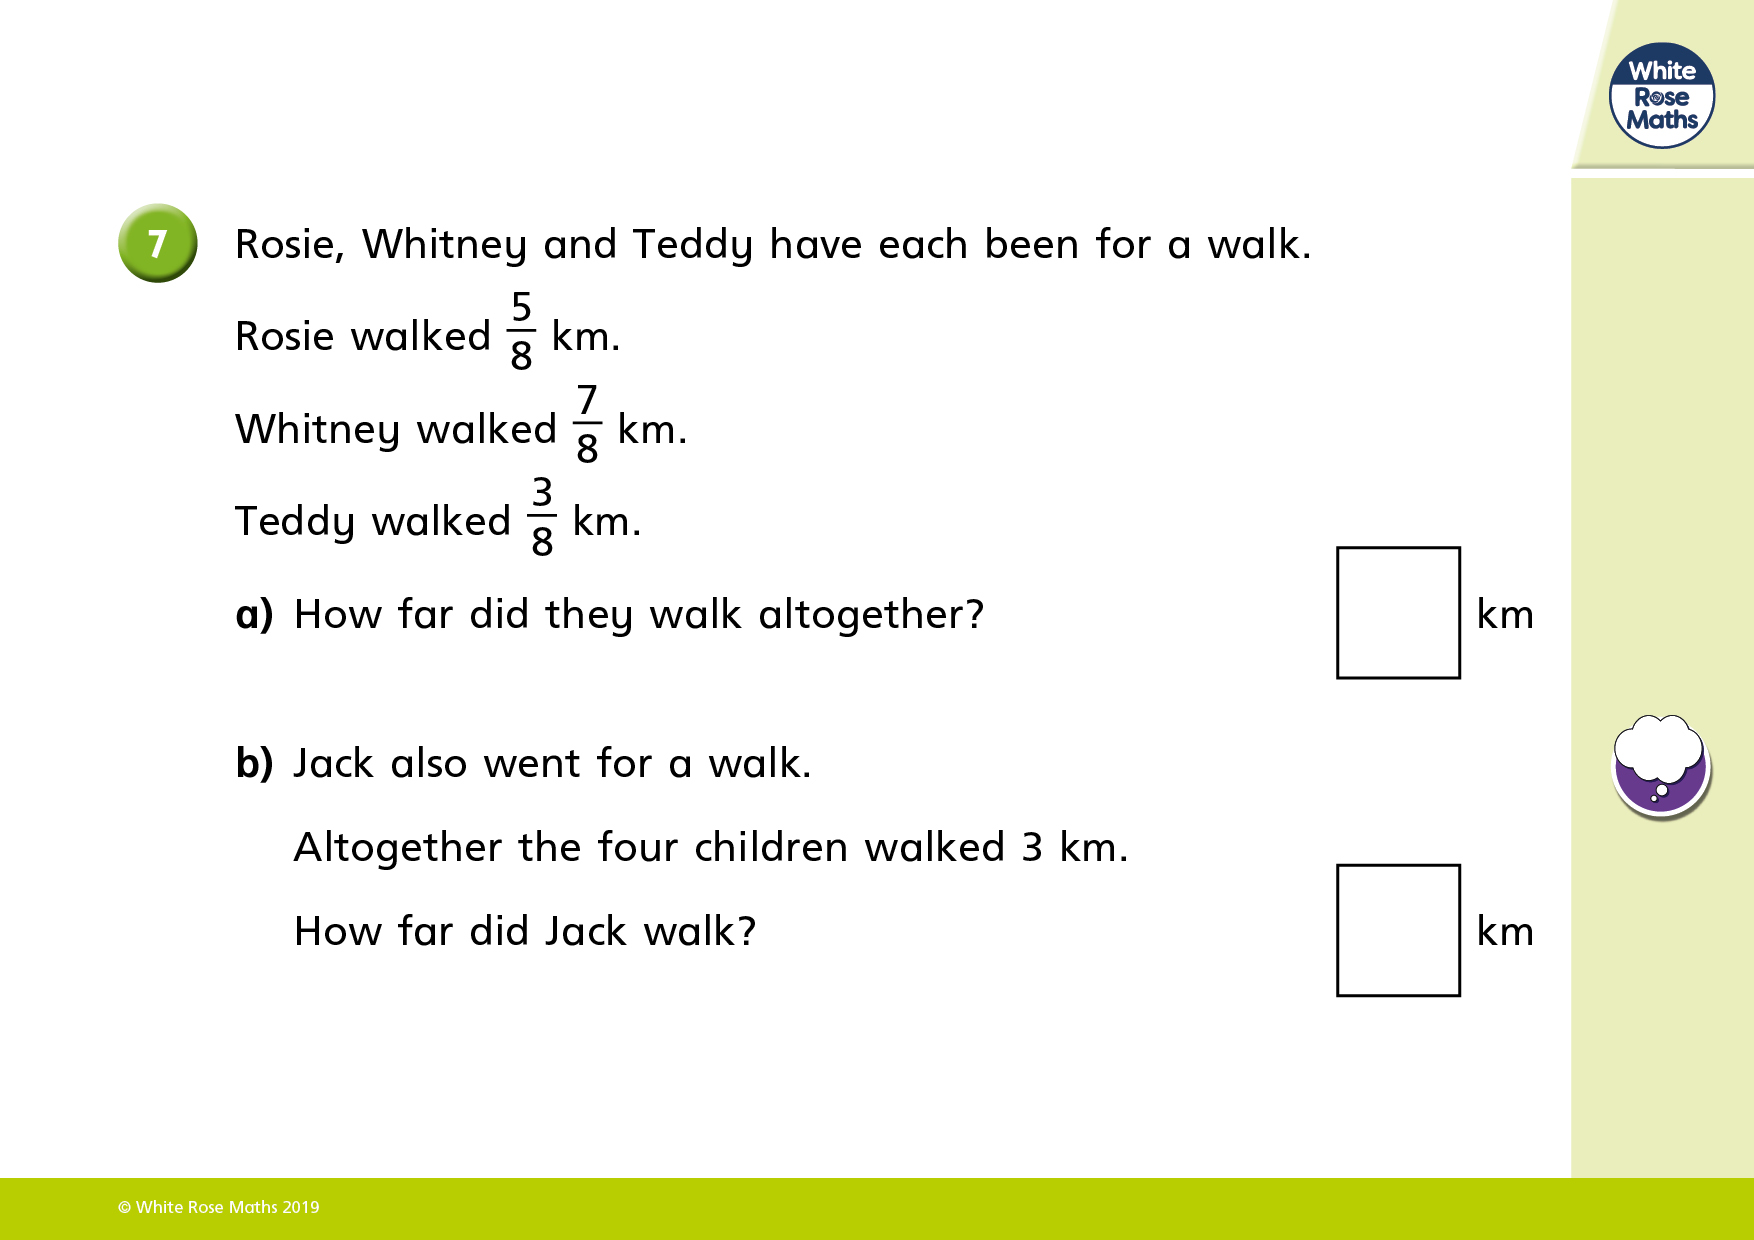 White
Rose
Maths
7 Rosie, Whitney and Teddy have each been for a walk.
Rosie walked 5/8 km.
Whitney walked 7/8 km.
Teddy walked 3/8 km.
a) How far did they walk altogether? km
b) Jack also went for a walk.
Altogether the four children walked 3 km.
How far did Jack walk? km
© White Rose Maths 2019